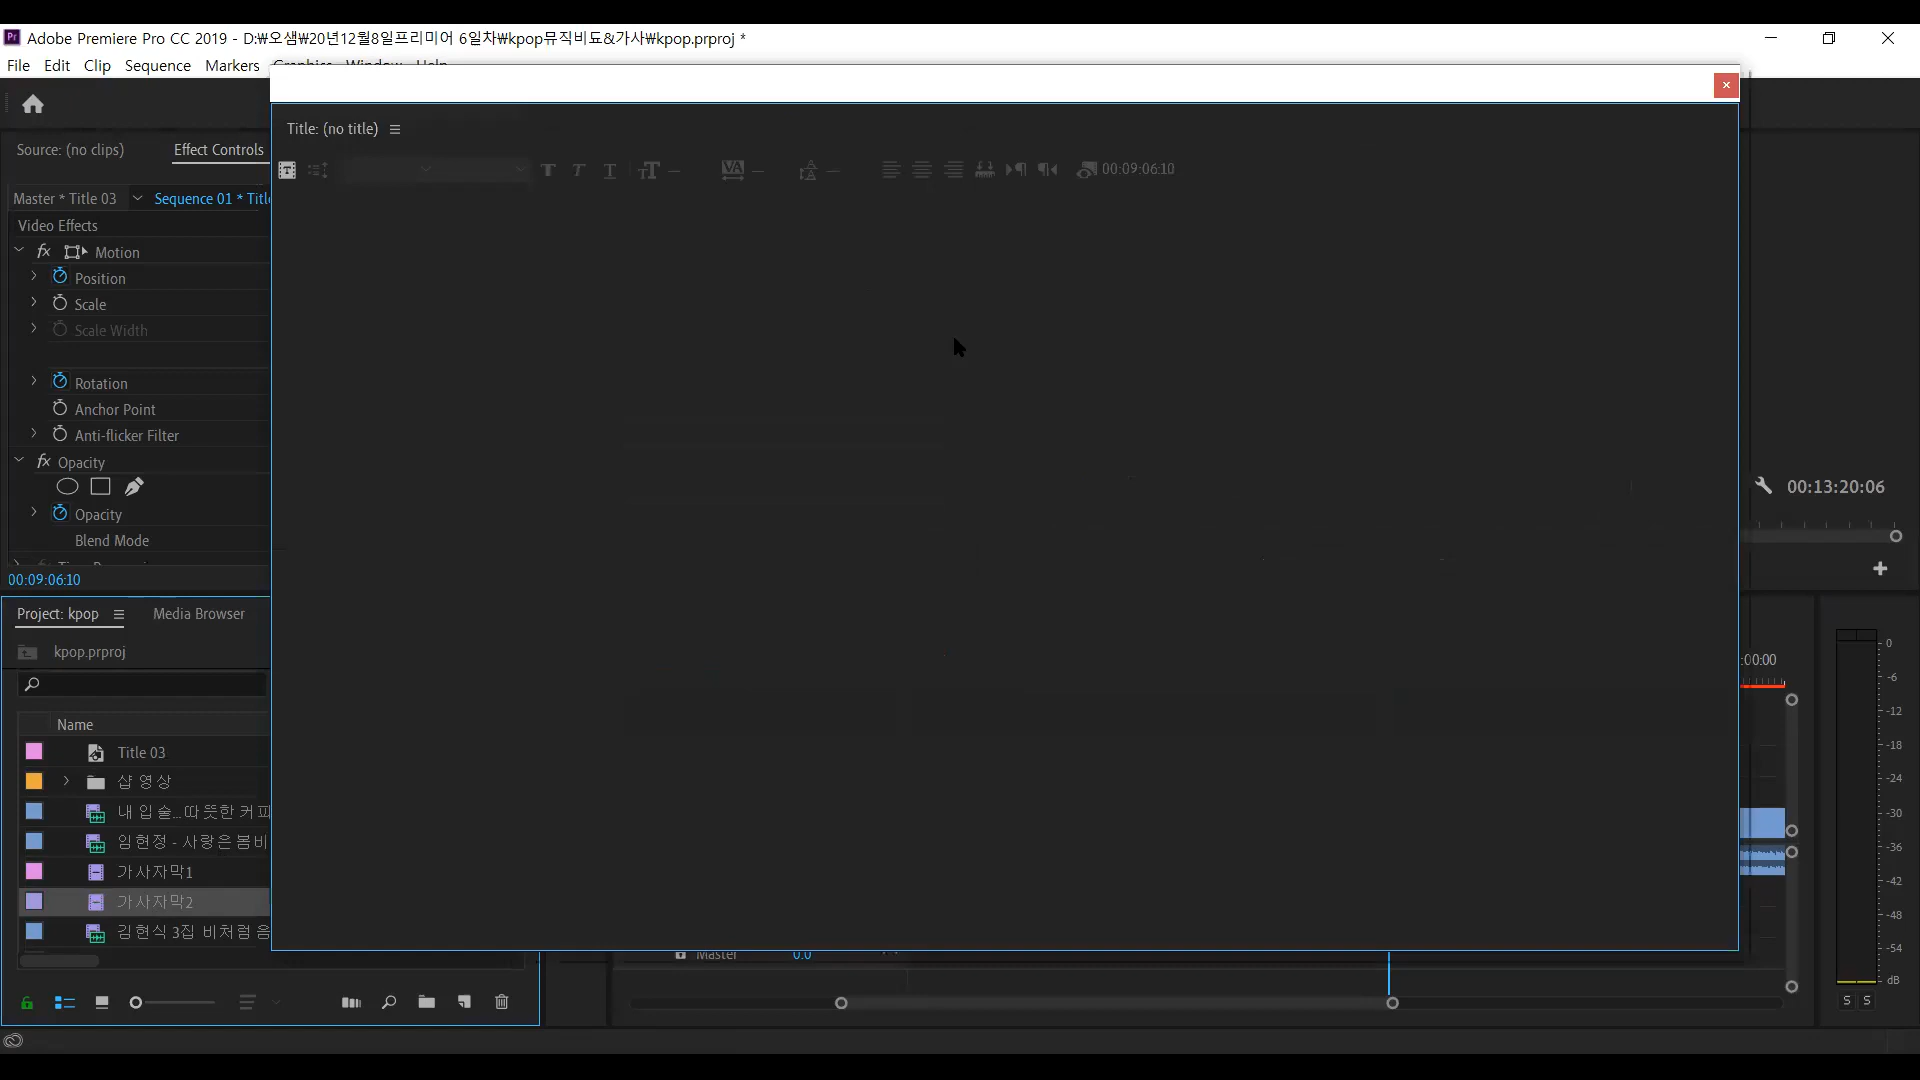 Adobe Premiere Pro CC 2019 - D:₩오샘₩20년12월8일프리미어 6일차₩kpop뮤직비됴&가사₩kpop.prproj *
File Edit Clip Sequence Markers Graphics Window Help
Title: (no title)
Source: (no clips) Effect Controls
00:09:06:10
Master * Title 03 Sequence 01 * Title
Video Effects
fx Motion
Position
Scale
Scale Width
Rotation
Anchor Point
Anti-flicker Filter
fx Opacity
Opacity
00:13:20:06
Blend Mode
00:09:06:10
Project: kpop Media Browser
kpop.prproj
:00:00
Name
Title 03
샵 영상
내 입술...따뜻한 커피
임현정 - 사랑은 봄비
가사자막1
가사자막2
김현식 3집 비처럼 음
Master 0.0
0
-6
-12
-18
-24
-30
-36
-42
-48
-54
dB
S S